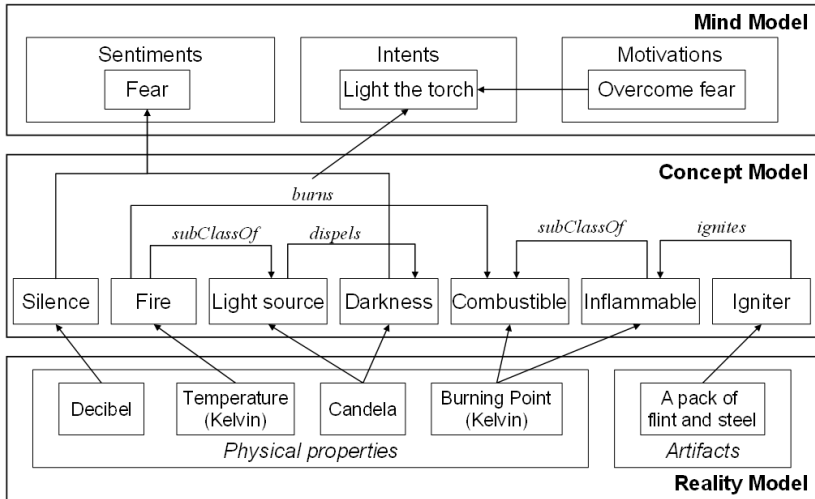 Mind Model
Sentiments
Intents
Motivations
Fear
Light the torch
Overcome fear
Concept Model
burns
subClassOf
dispels
subClassOf
ignites
Silence
Fire
Light source
Darkness
Combustible
Inflammable
Igniter
Decibel
Temperature
(Kelvin)
Candela
Burning Point
(Kelvin)
A pack of
flint and steel
Physical properties
Artifacts
Reality Model